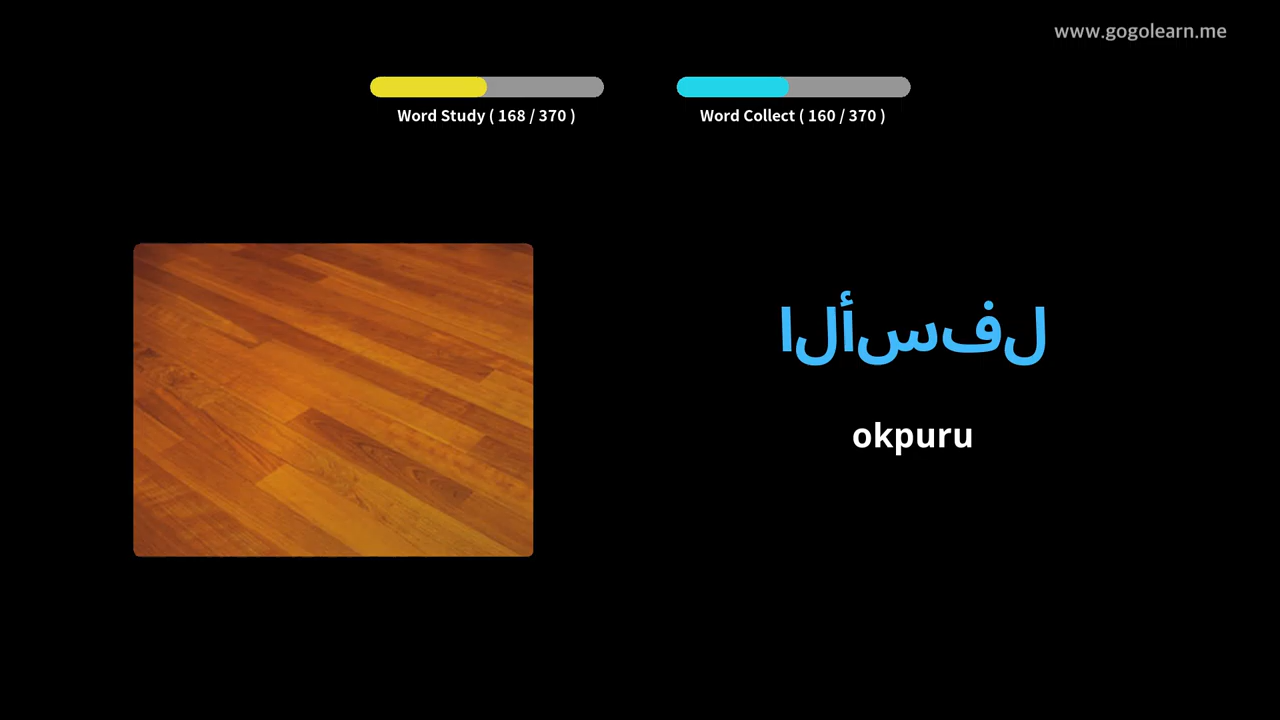 www.gogolearn.me
Word Study ( 168 / 370 )
Word Collect ( 160 / 370 )
الأسفل
okpuru